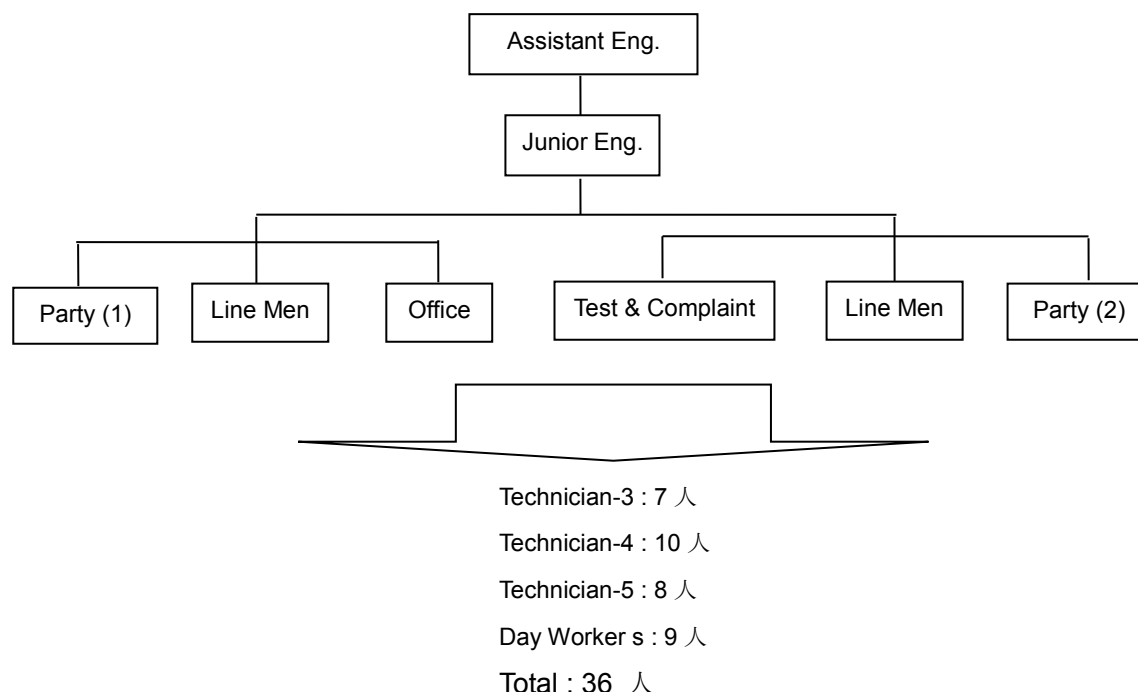 Assistant Eng.
Junior Eng.
Party (1)
Line Men
Office
Test & Complaint
Line Men
Party (2)
Technician-3 : 7 人
Technician-4 : 10 人
Technician-5 : 8 人
Day Worker s : 9 人
Total : 36 人